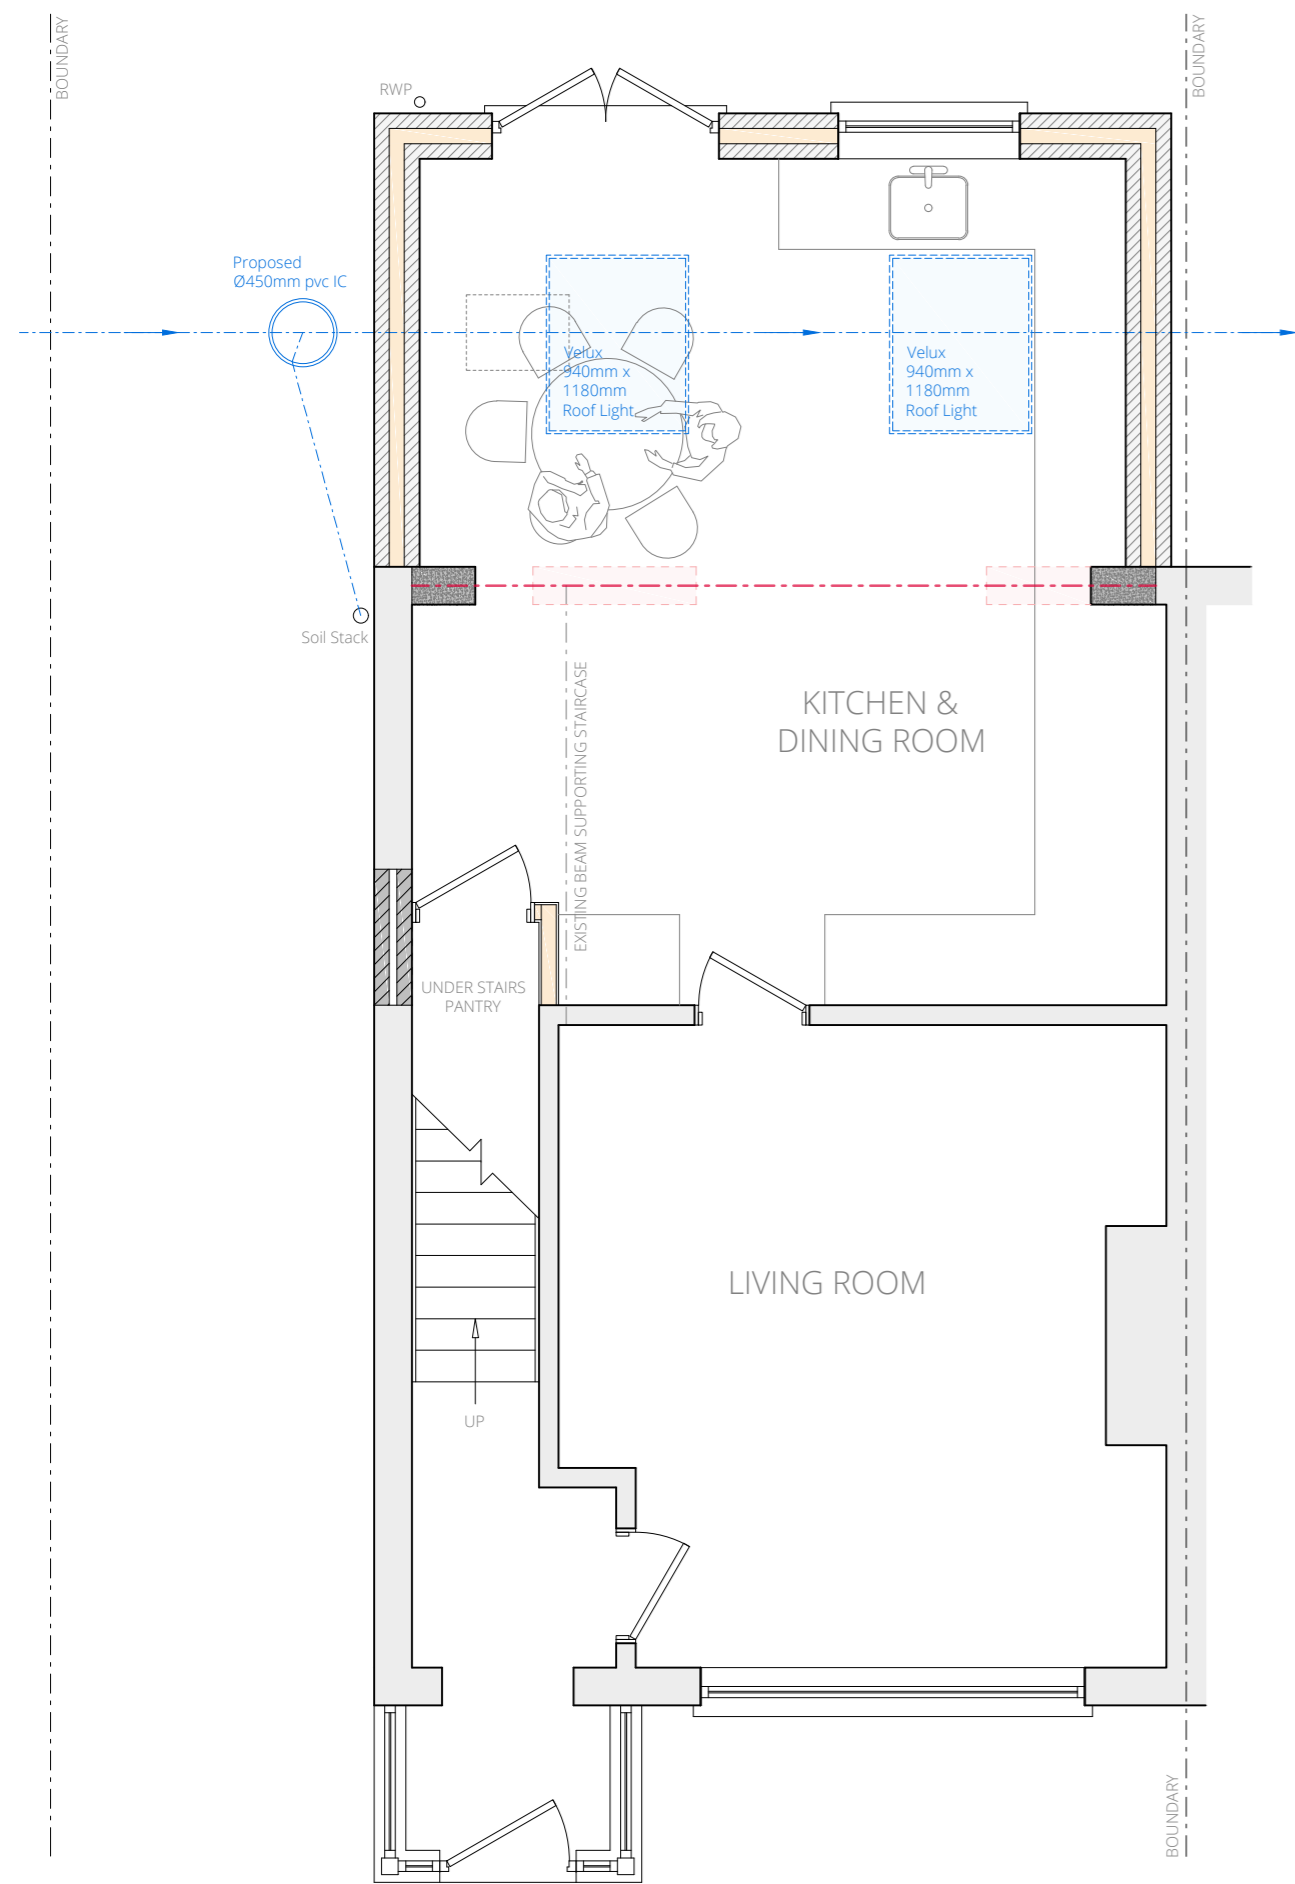 BOUNDARY
BOUNDARY
RWP
Proposed
Ø450mm pvc IC
Velux
940mm x
1180mm
Roof Light
Velux
940mm x
1180mm
Roof Light
Soil Stack
EXISTING BEAM SUPPORTING STAIRCASE
KITCHEN &
DINING ROOM
UNDER STAIRS
PANTRY
LIVING ROOM
UP
BOUNDARY